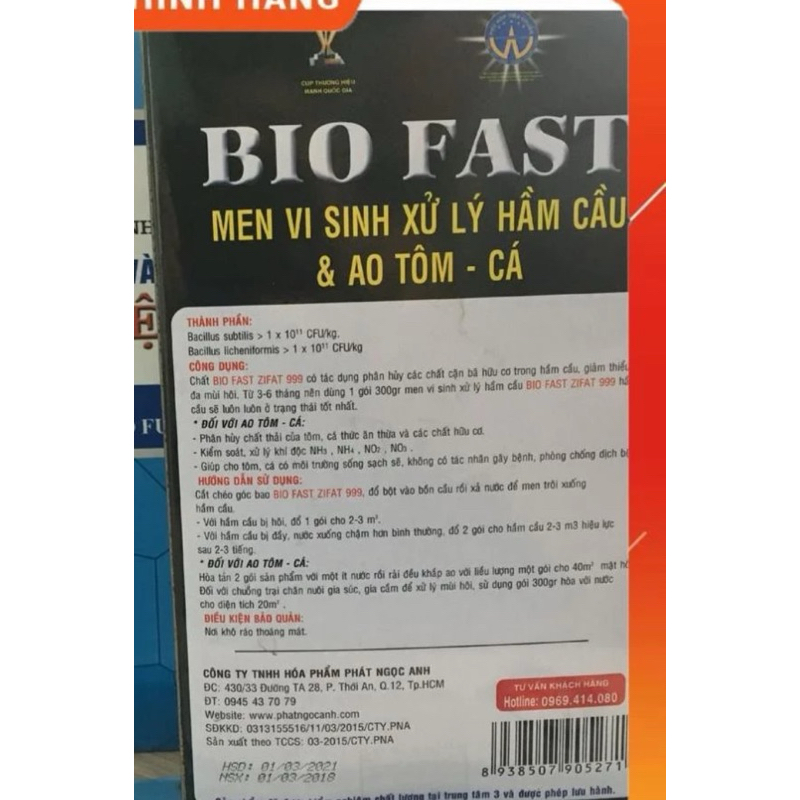 CÚP THƯƠNG HIỆU
MẠNH QUỐC GIA
BIO FAST
MEN VI SINH XỬ LÝ HẦM CẦU
& AO TÔM - CÁ
THÀNH PHẦN:
Bacillus subtilis > 1 x 10¹¹ CFU/kg.
Bacillus licheniformis > 1 x 10¹¹ CFU/kg
CÔNG DỤNG:
Chất BIO FAST ZIFAT 999 có tác dụng phân hủy các chất cặn bã hữu cơ trong hầm cầu, giảm thiểu
đa mùi hôi. Từ 3-6 tháng nên dùng 1 gói 300gr men vi sinh xử lý hầm cầu BIO FAST ZIFAT 999 hầ
cầu sẽ luôn luôn ở trạng thái tốt nhất.
* ĐỐI VỚI AO TÔM - CÁ:
- Phân hủy chất thải của tôm, cá thức ăn thừa và các chất hữu cơ.
- Kiểm soát, xử lý khí độc NH₃ , NH₄ , NO₂ , NO₃ .
- Giúp cho tôm, cá có môi trường sống sạch sẽ, không có tác nhân gây bệnh, phòng chống dịch bệ
HƯỚNG DẪN SỬ DỤNG:
Cắt chéo góc bao BIO FAST ZIFAT 999, đổ bột vào bồn cầu rồi xả nước để men trôi xuống
hầm cầu.
- Với hầm cầu bị hôi, đổ 1 gói cho 2-3 m³.
- Với hầm cầu bị đầy, nước xuống chậm hơn bình thường, đổ 2 gói cho hầm cầu 2-3 m3 hiệu lực
sau 2-3 tiếng.
* ĐỐI VỚI AO TÔM - CÁ:
Hòa tản 2 gói sản phẩm với một ít nước rồi rải đều khắp ao với liều lượng một gói cho 40m² mặt hồ
Đối với chuồng trại chăn nuôi gia súc, gia cầm để xử lý mùi hôi, sử dụng gói 300gr hòa với nước
cho diện tích 20m² .
ĐIỀU KIỆN BẢO QUẢN:
Nơi khô ráo thoáng mát.
CÔNG TY TNHH HÓA PHẨM PHÁT NGỌC ANH
ĐC: 430/33 Đường TA 28, P. Thới An, Q.12, Tp.HCM
ĐT: 0945 43 70 79
Website: www.phatngocanh.com
SĐKKD: 0313155516/11/03/2015/CTY.PNA
Sản xuất theo TCCS: 03-2015/CTY.PNA
TƯ VẤN KHÁCH HÀNG
Hotline: 0969.414.080
HSD: 01/03/2021
MSX: 01/03/2018
8 938507 905271